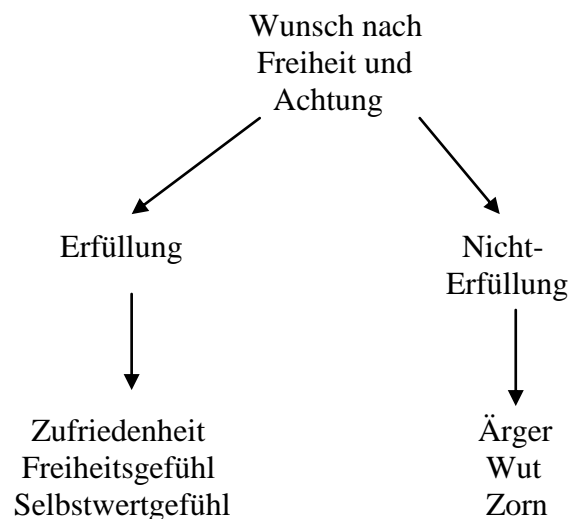 Wunsch nach
Freiheit und
Achtung
Erfüllung
Nicht-
Erfüllung
Zufriedenheit
Freiheitsgefühl
Selbstwertgefühl
Ärger
Wut
Zorn